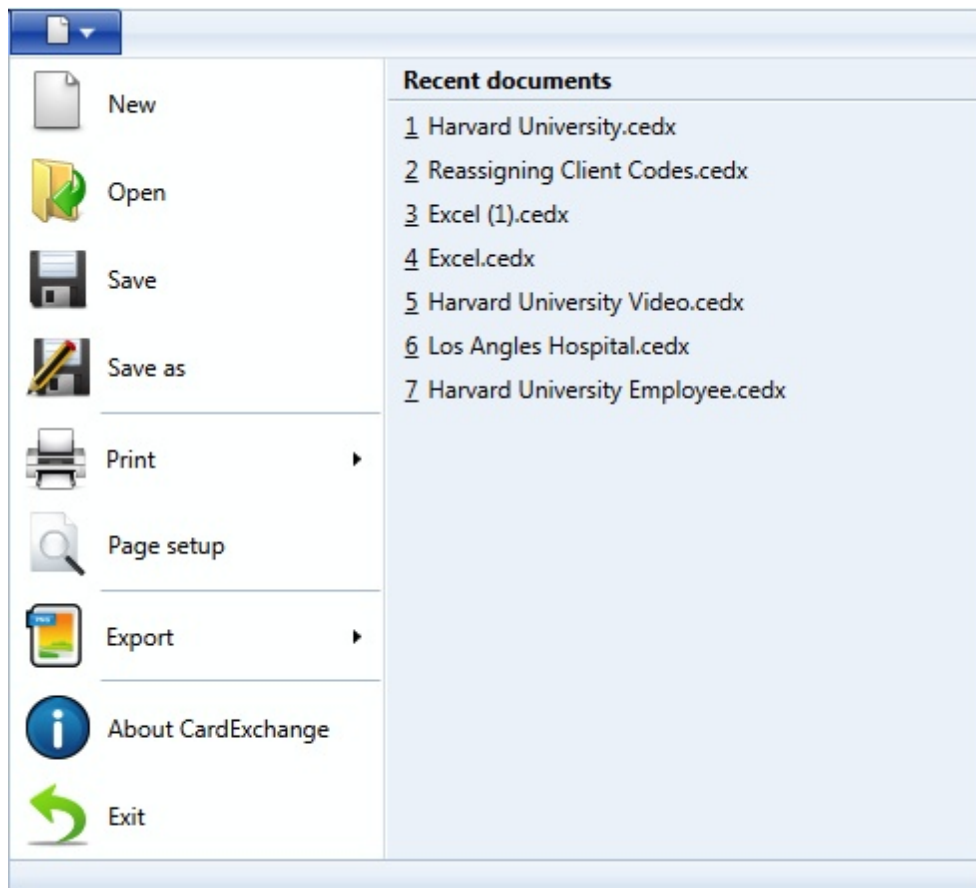 New
Open
Save
Save as
Print
Page setup
Export
About CardExchange
Exit
Recent documents
1 Harvard University.cedx
2 Reassigning Client Codes.cedx
3 Excel (1).cedx
4 Excel.cedx
5 Harvard University Video.cedx
6 Los Angles Hospital.cedx
7 Harvard University Employee.cedx